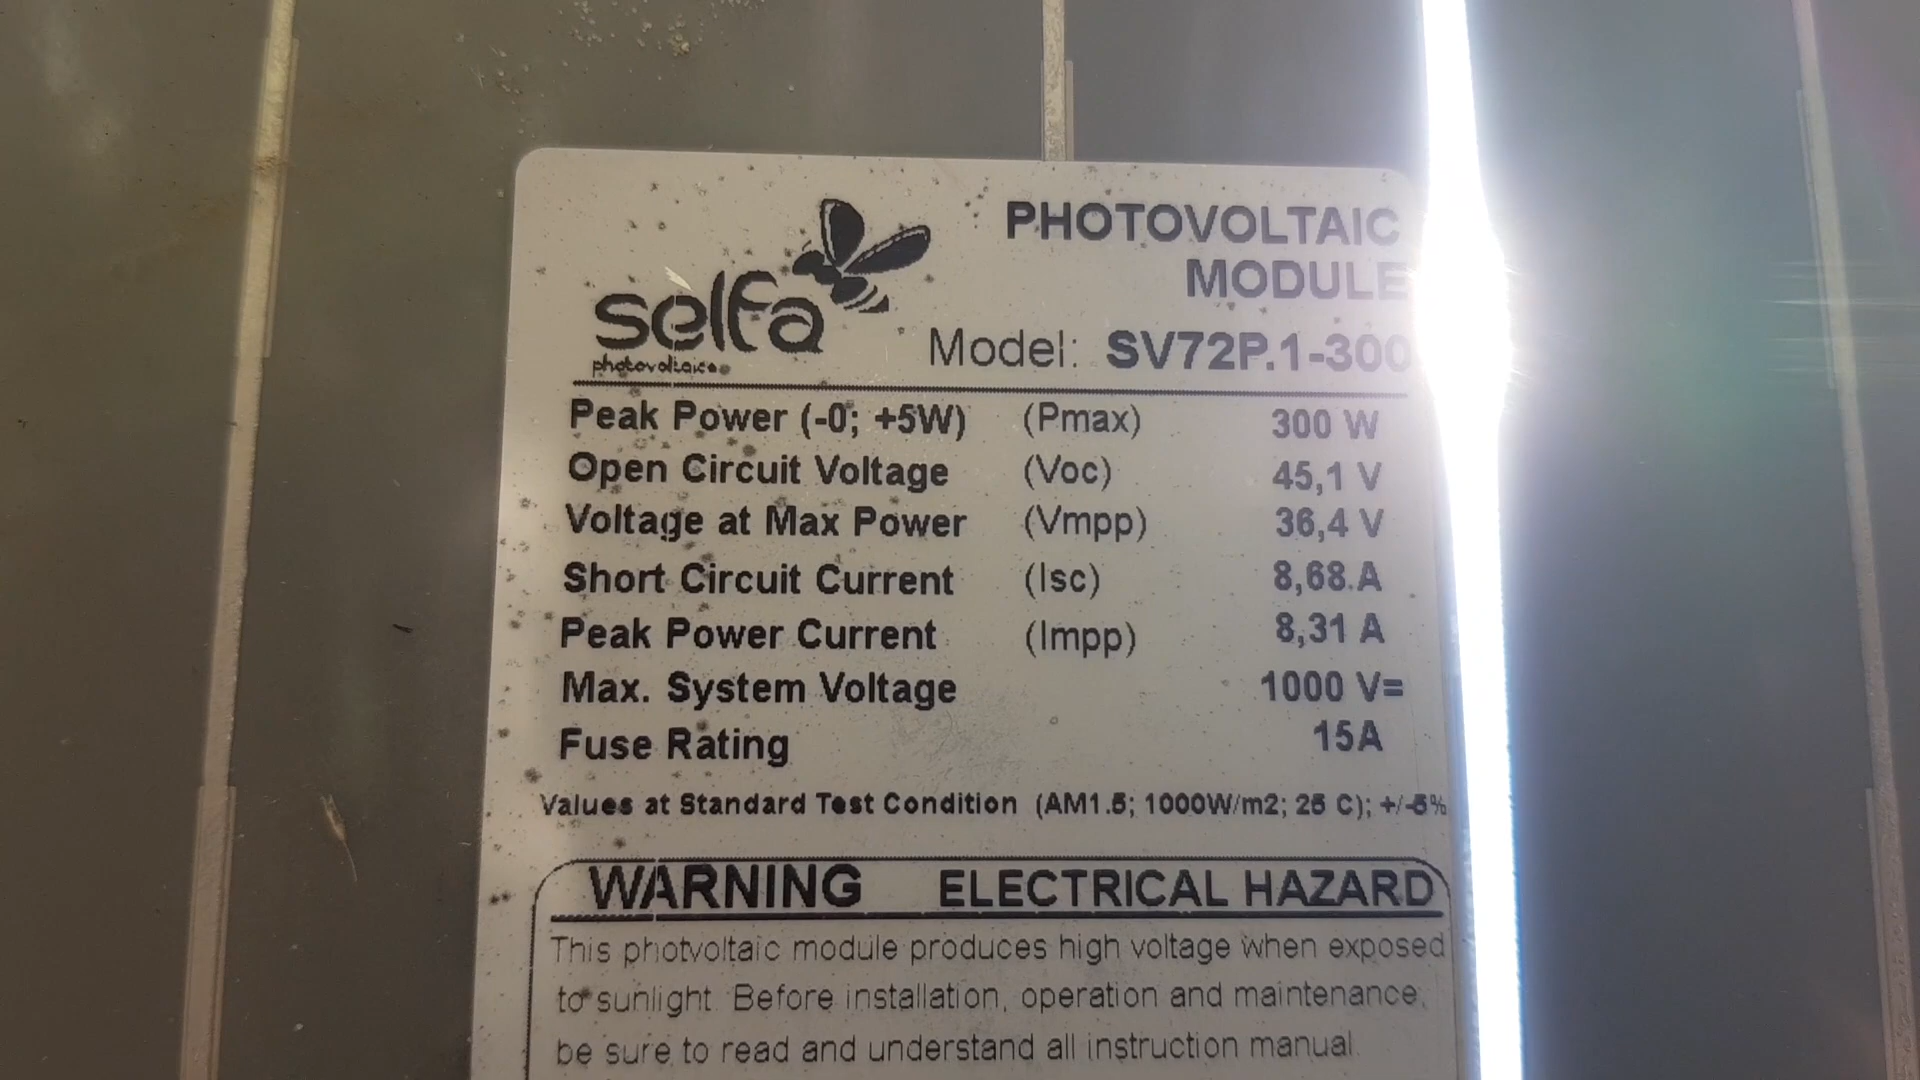 selfa
photovoltaics
PHOTOVOLTAIC
MODULE
Model: SV72P.1-300
Peak Power (-0; +5W) (Pmax) 300 W
Open Circuit Voltage (Voc) 45,1 V
Voltage at Max Power (Vmpp) 36,4 V
Short Circuit Current (Isc) 8,68 A
Peak Power Current (Impp) 8,31 A
Max. System Voltage 1000 V=
Fuse Rating 15A
Values at Standard Test Condition (AM1.5; 1000W/m2; 25 C); +/-5%
WARNING ELECTRICAL HAZARD
This photvoltaic module produces high voltage when exposed
to sunlight. Before installation, operation and maintenance,
be sure to read and understand all instruction manual.